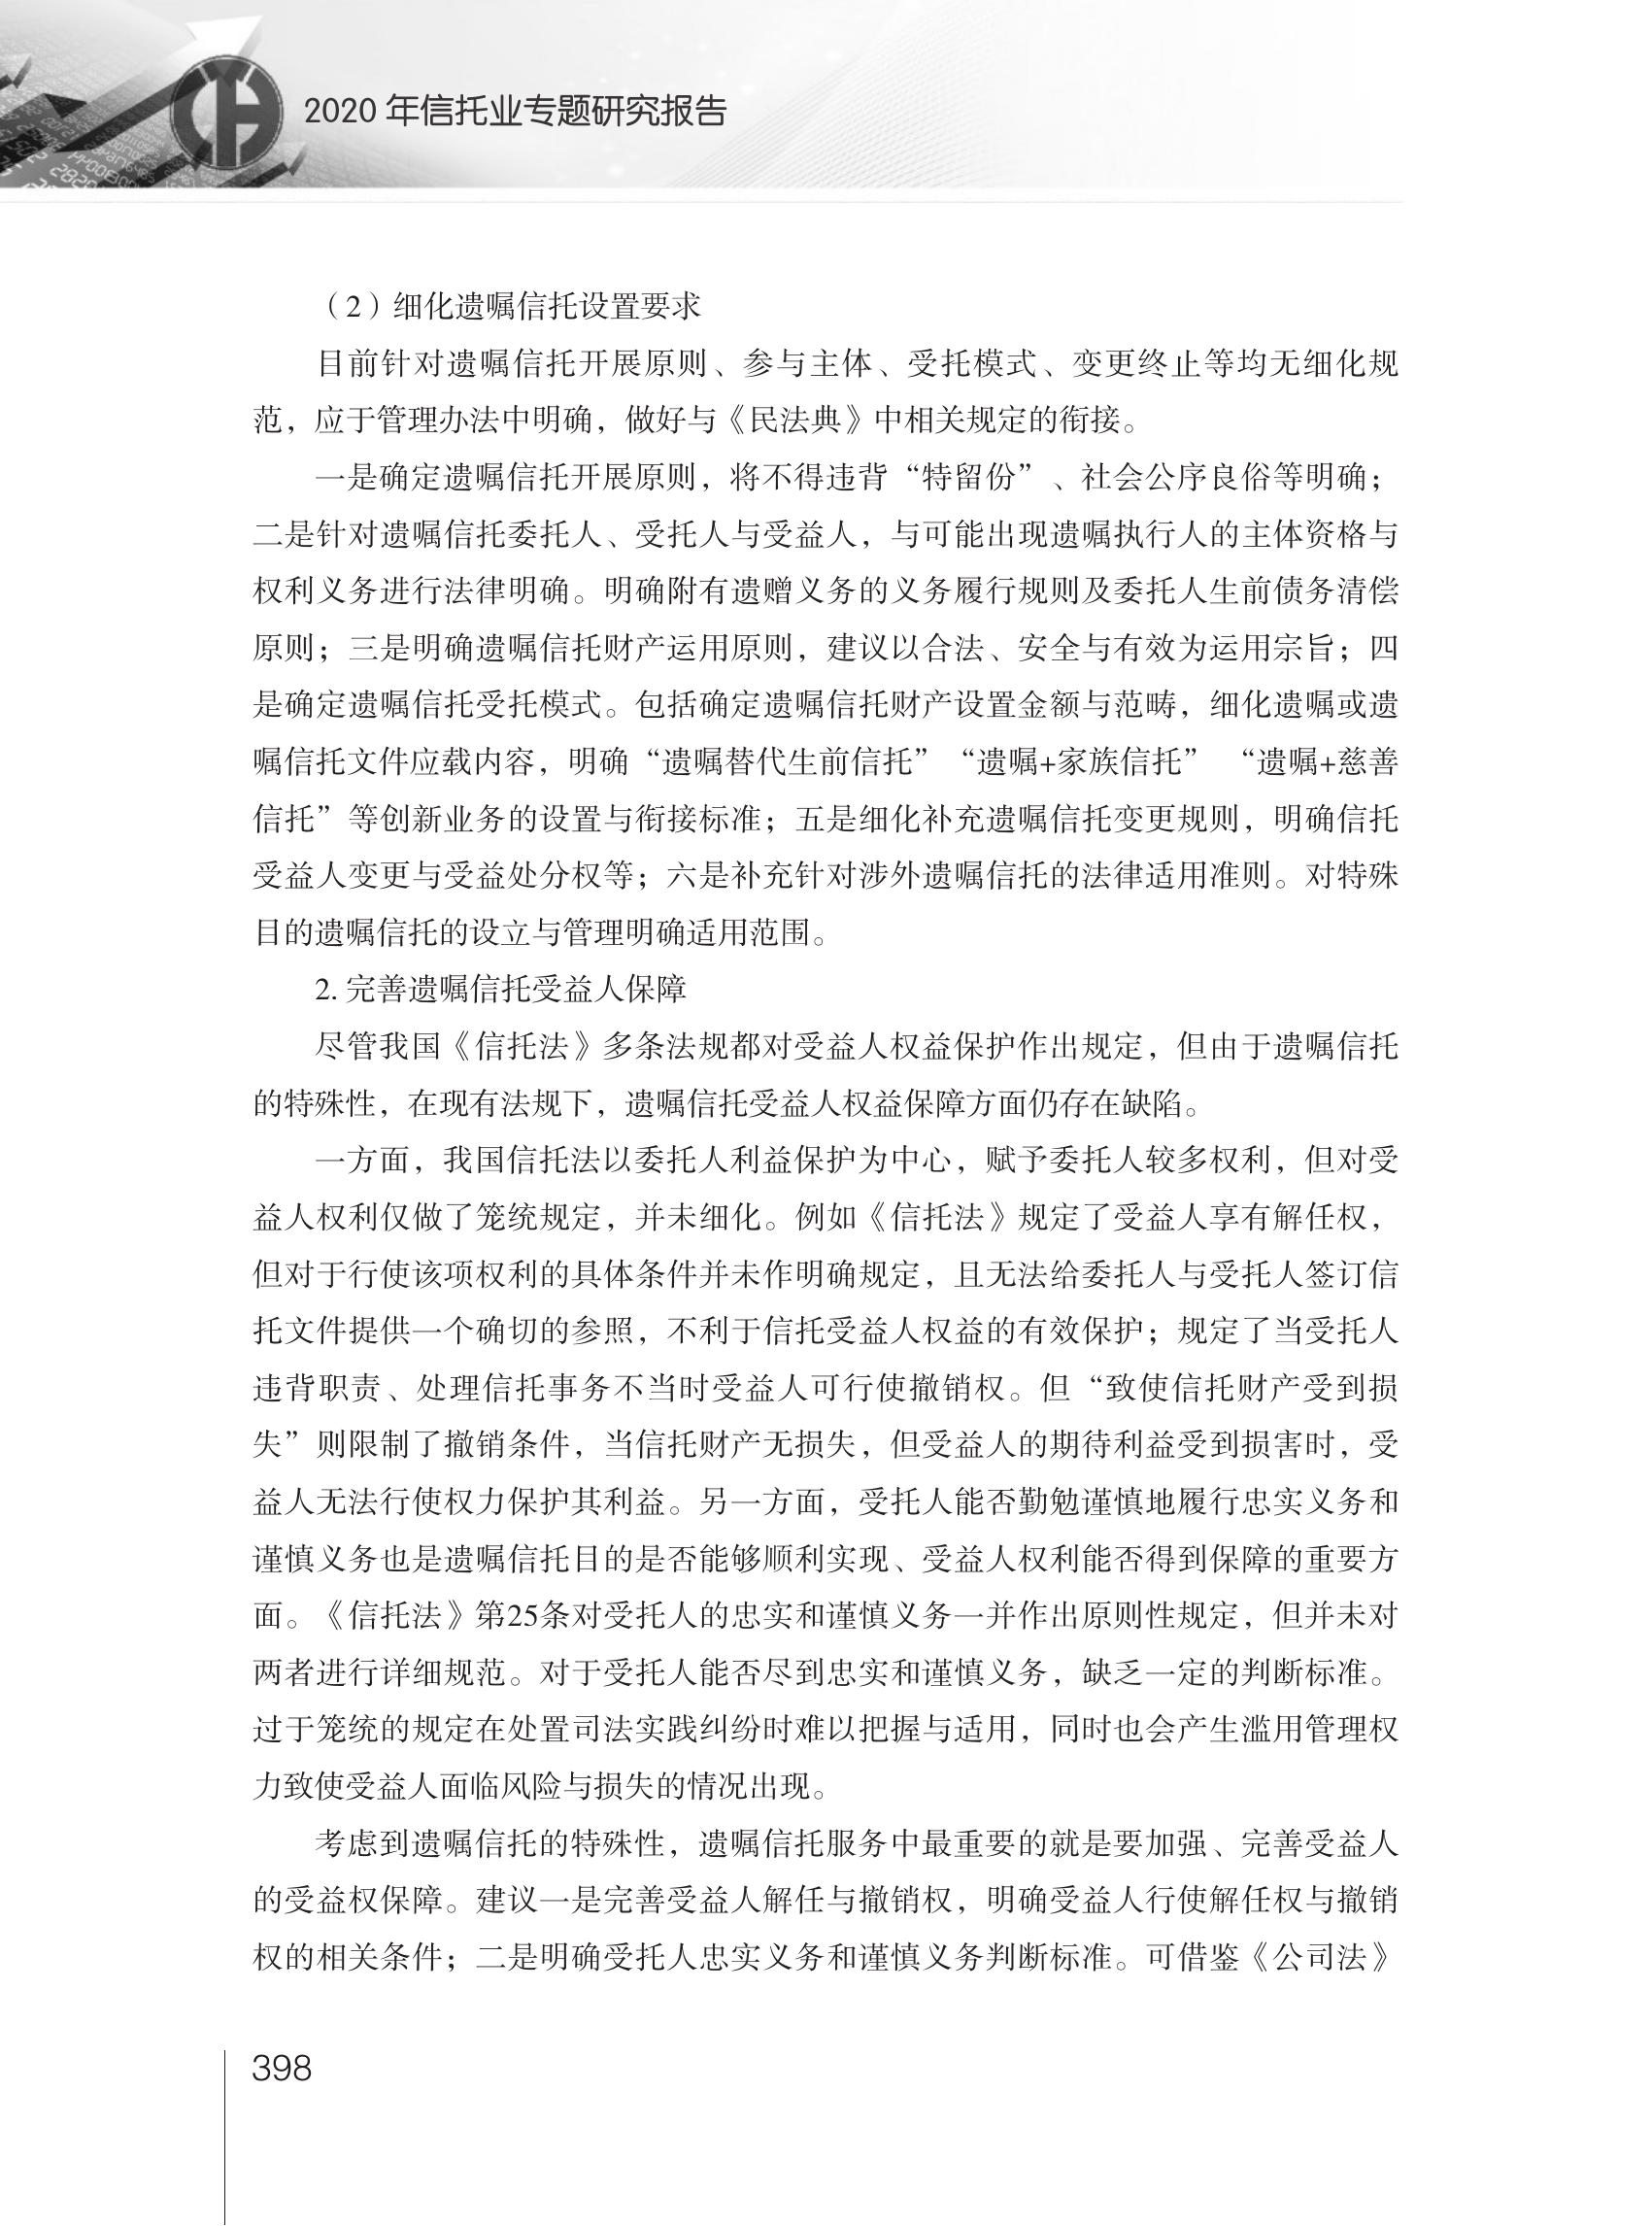 2020 年信托业专题研究报告
（2）细化遗嘱信托设置要求
目前针对遗嘱信托开展原则、参与主体、受托模式、变更终止等均无细化规
范，应于管理办法中明确，做好与《民法典》中相关规定的衔接。
一是确定遗嘱信托开展原则，将不得违背“特留份”、社会公序良俗等明确；
二是针对遗嘱信托委托人、受托人与受益人，与可能出现遗嘱执行人的主体资格与
权利义务进行法律明确。明确附有遗赠义务的义务履行规则及委托人生前债务清偿
原则；三是明确遗嘱信托财产运用原则，建议以合法、安全与有效为运用宗旨；四
是确定遗嘱信托受托模式。包括确定遗嘱信托财产设置金额与范畴，细化遗嘱或遗
嘱信托文件应载内容，明确“遗嘱替代生前信托”“遗嘱+家族信托” “遗嘱+慈善
信托”等创新业务的设置与衔接标准；五是细化补充遗嘱信托变更规则，明确信托
受益人变更与受益处分权等；六是补充针对涉外遗嘱信托的法律适用准则。对特殊
目的遗嘱信托的设立与管理明确适用范围。
2. 完善遗嘱信托受益人保障
尽管我国《信托法》多条法规都对受益人权益保护作出规定，但由于遗嘱信托
的特殊性，在现有法规下，遗嘱信托受益人权益保障方面仍存在缺陷。
一方面，我国信托法以委托人利益保护为中心，赋予委托人较多权利，但对受
益人权利仅做了笼统规定，并未细化。例如《信托法》规定了受益人享有解任权，
但对于行使该项权利的具体条件并未作明确规定，且无法给委托人与受托人签订信
托文件提供一个确切的参照，不利于信托受益人权益的有效保护；规定了当受托人
违背职责、处理信托事务不当时受益人可行使撤销权。但“致使信托财产受到损
失”则限制了撤销条件，当信托财产无损失，但受益人的期待利益受到损害时，受
益人无法行使权力保护其利益。另一方面，受托人能否勤勉谨慎地履行忠实义务和
谨慎义务也是遗嘱信托目的是否能够顺利实现、受益人权利能否得到保障的重要方
面。《信托法》第25条对受托人的忠实和谨慎义务一并作出原则性规定，但并未对
两者进行详细规范。对于受托人能否尽到忠实和谨慎义务，缺乏一定的判断标准。
过于笼统的规定在处置司法实践纠纷时难以把握与适用，同时也会产生滥用管理权
力致使受益人面临风险与损失的情况出现。
考虑到遗嘱信托的特殊性，遗嘱信托服务中最重要的就是要加强、完善受益人
的受益权保障。建议一是完善受益人解任与撤销权，明确受益人行使解任权与撤销
权的相关条件；二是明确受托人忠实义务和谨慎义务判断标准。可借鉴《公司法》
398